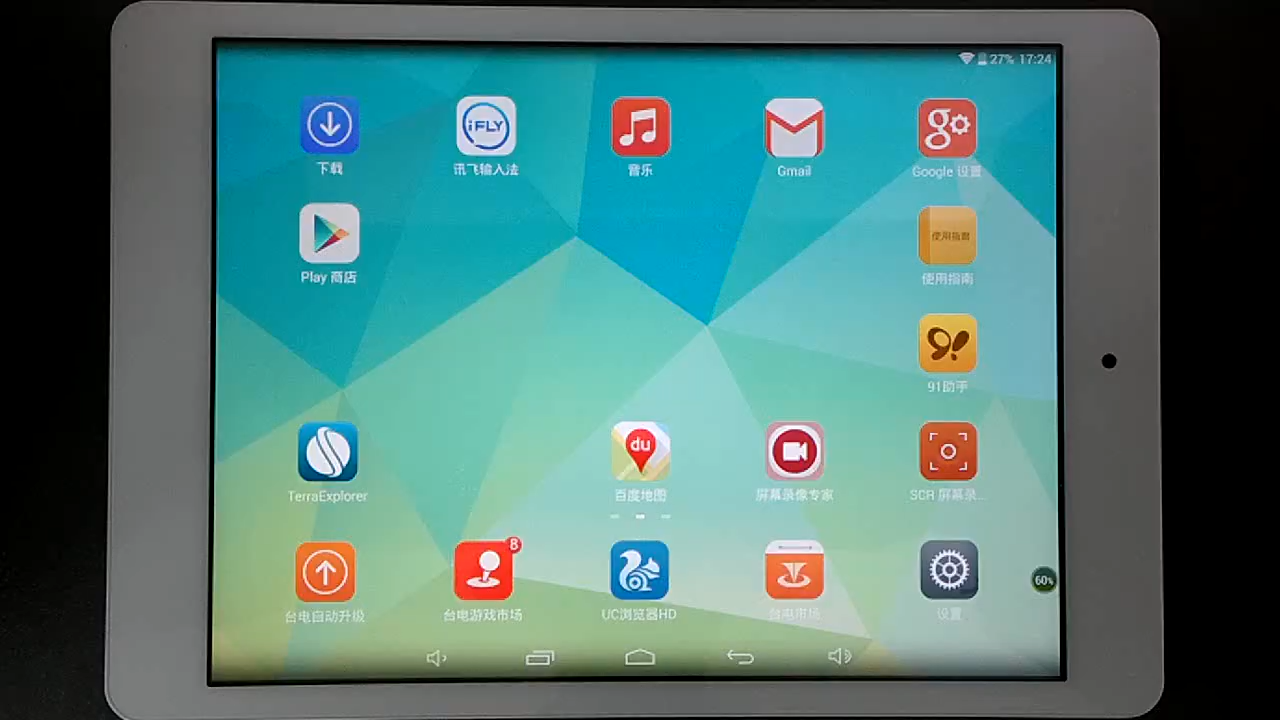 27% 17:24
iFLY
下载
讯飞输入法
音乐
Gmail
Google 设置
使用指南
Play 商店
使用指南
91助手
du
TerraExplorer
百度地图
屏幕录像专家
SCR 屏幕录...
8
60%
台电自动升级
台电游戏市场
UC浏览器HD
台电市场
设置